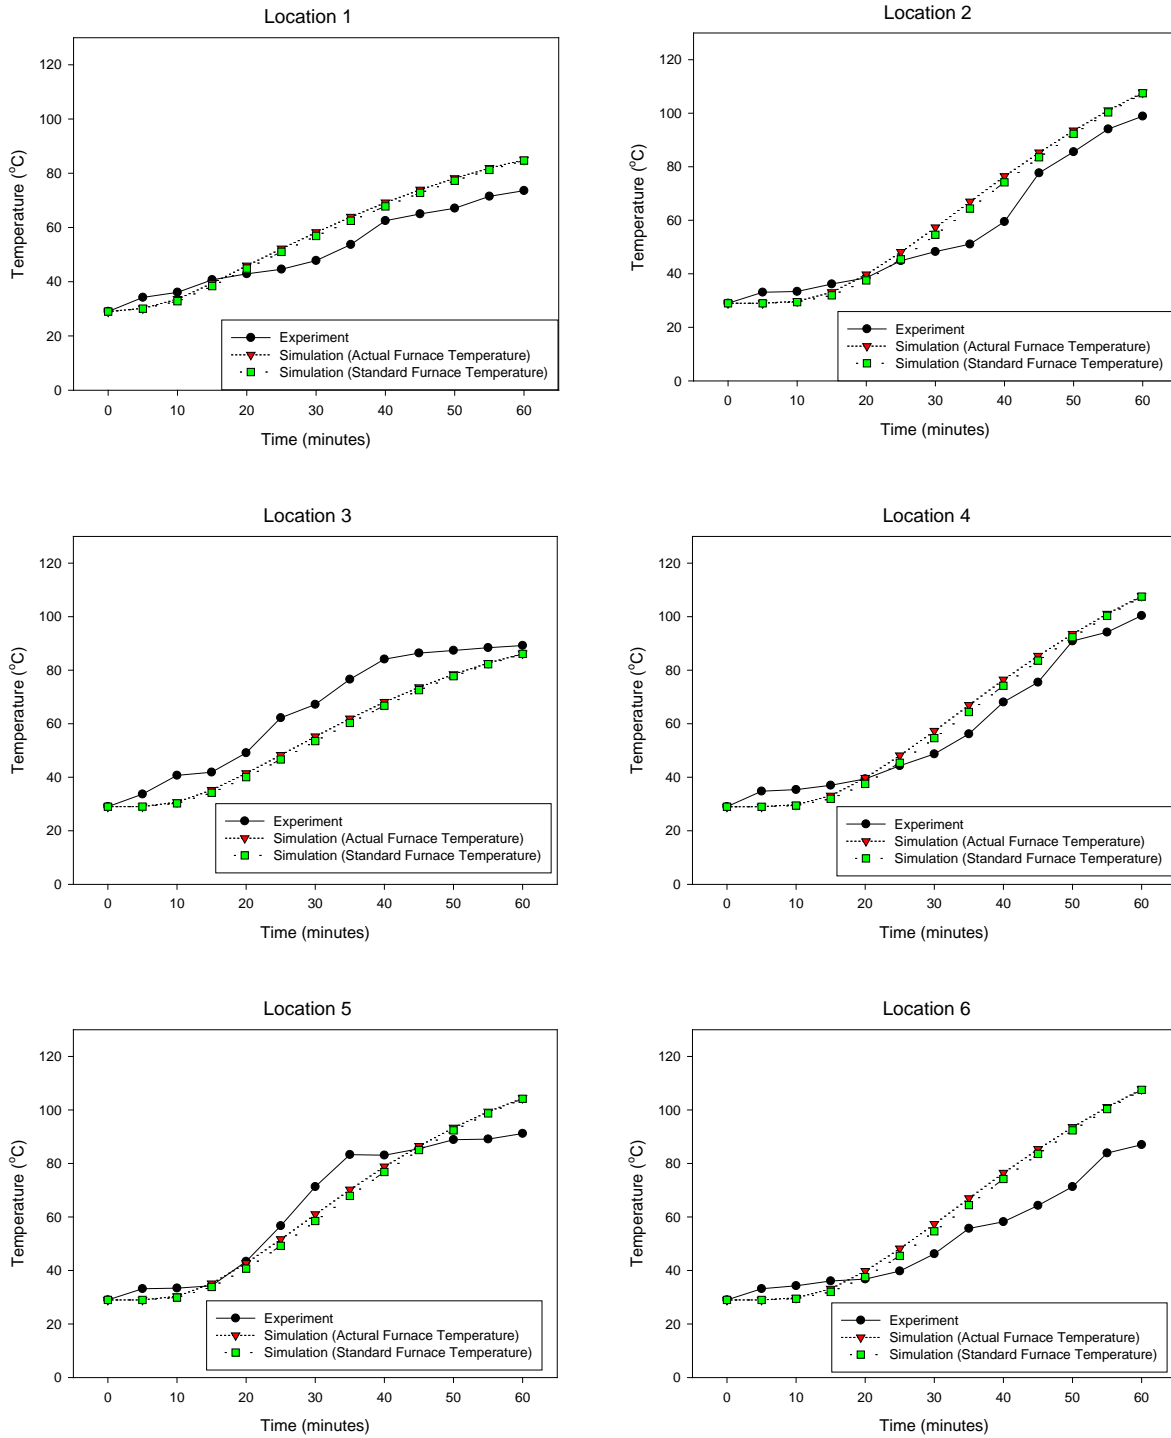 Location 1
Temperature (°C)
120
100
80
60
40
20
0
Experiment
Simulation (Actual Furnace Temperature)
Simulation (Standard Furnace Temperature)
0 10 20 30 40 50 60
Time (minutes)
Location 2
Temperature (°C)
120
100
80
60
40
20
0
Experiment
Simulation (Actural Furnace Temperature)
Simulation (Standard Furnace Temperature)
0 10 20 30 40 50 60
Time (minutes)
Location 3
Temperature (°C)
120
100
80
60
40
20
0
Experiment
Simulation (Actual Furnace Temperature)
Simulation (Standard Furnace Temperature)
0 10 20 30 40 50 60
Time (minutes)
Location 4
Temperature (°C)
120
100
80
60
40
20
0
Experiment
Simulation (Actual Furnace Temperature)
Simulation (Standard Furnace Temperature)
0 10 20 30 40 50 60
Time (minutes)
Location 5
Temperature (°C)
120
100
80
60
40
20
0
Experiment
Simulation (Actural Furnace Temperature)
Simulation (Standard Furnace Temperature)
0 10 20 30 40 50 60
Time (minutes)
Location 6
Temperature (°C)
120
100
80
60
40
20
0
Experiment
Simulation (Actual Furnace Temperature)
Simulation (Standard Furnace Temperature)
0 10 20 30 40 50 60
Time (minutes)